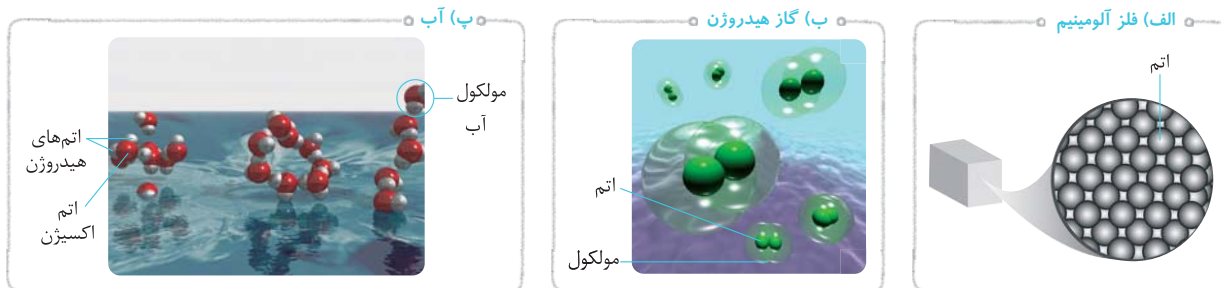 الف) فلز آلومینیم
اتم
ب) گاز هیدروژن
اتم
مولکول
پ) آب
مولکول
آب
اتم‌های
هیدروژن
اتم
اکسیژن